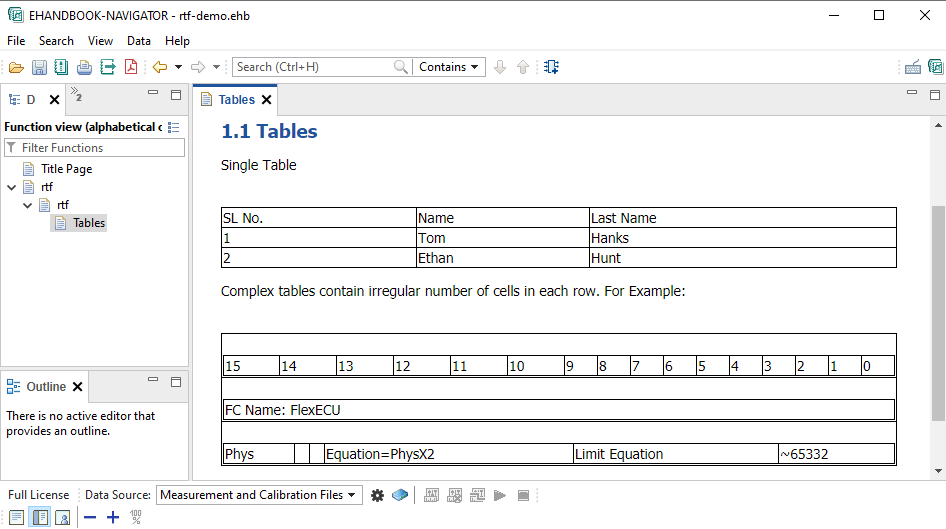 EHANDBOOK-NAVIGATOR - rtf-demo.ehb
File Search View Data Help
Search (Ctrl+H) Contains
D 2
Function view (alphabetical c
Filter Functions
Title Page
rtf
rtf
Tables
Outline
There is no active editor that
provides an outline.
Tables
1.1 Tables
Single Table
SL No. Name Last Name
1 Tom Hanks
2 Ethan Hunt
Complex tables contain irregular number of cells in each row. For Example:
15 14 13 12 11 10 9 8 7 6 5 4 3 2 1 0
FC Name: FlexECU
Phys Equation=PhysX2 Limit Equation ~65332
Full License Data Source: Measurement and Calibration Files
100
%